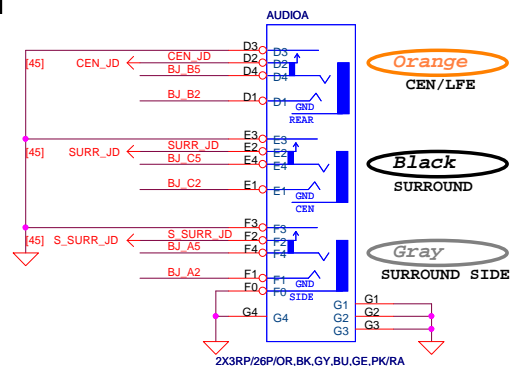 AUDIOA
D3 D3
[45] CEN_JD CEN_JD D2 D2
BJ_B5 D4 D4
BJ_B2 D1 D1
GND
REAR
Orange
CEN/LFE
E3 E3
[45] SURR_JD SURR_JD E2 E2
BJ_C5 E4 E4
BJ_C2 E1 E1
GND
CEN
Black
SURROUND
F3 F3
[45] S_SURR_JD S_SURR_JD F2 F2
BJ_A5 F4 F4
BJ_A2 F1 F1
GND
F0 F0
SIDE
Gray
SURROUND SIDE
G4 G4
G1 G1
G2 G2
G3 G3
2X3RP/26P/OR,BK,GY,BU,GE,PK/RA